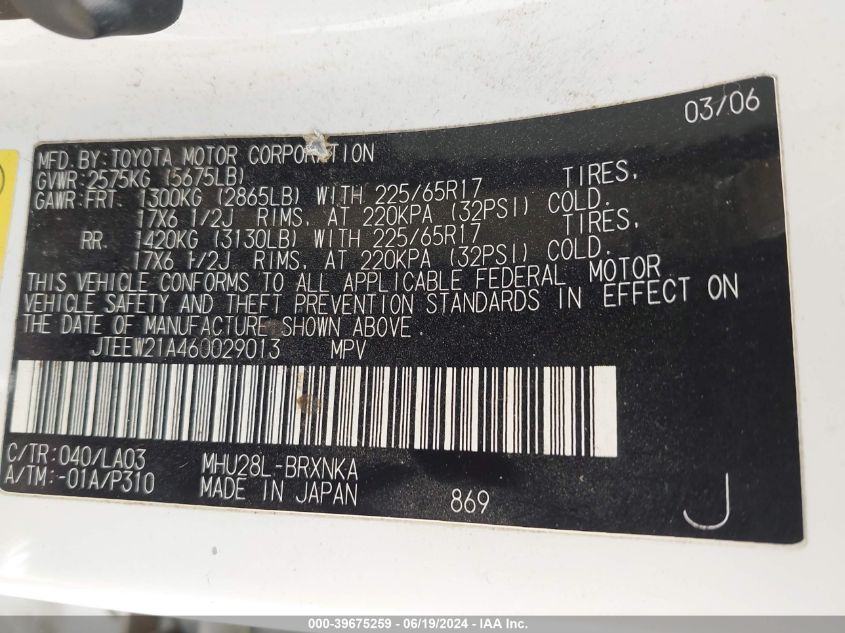 03/06
MFD.BY:TOYOTA MOTOR CORPORATION
GVWR:2575KG (5675LB)
GAWR:FRT. 1300KG (2865LB) WITH 225/65R17 TIRES,
17X6 1/2J RIMS, AT 220KPA (32PSI) COLD.
RR. 1420KG (3130LB) WITH 225/65R17 TIRES,
17X6 1/2J RIMS, AT 220KPA (32PSI) COLD.
THIS VEHICLE CONFORMS TO ALL APPLICABLE FEDERAL MOTOR
VEHICLE SAFETY AND THEFT PREVENTION STANDARDS IN EFFECT ON
THE DATE OF MANUFACTURE SHOWN ABOVE.
JTEEW21A460029013 MPV
C/TR:040/LA03 MHU28L-BRXNKA
A/TM:-01A/P310 MADE IN JAPAN 869 J
000-39675259 - 06/19/2024 - IAA Inc.